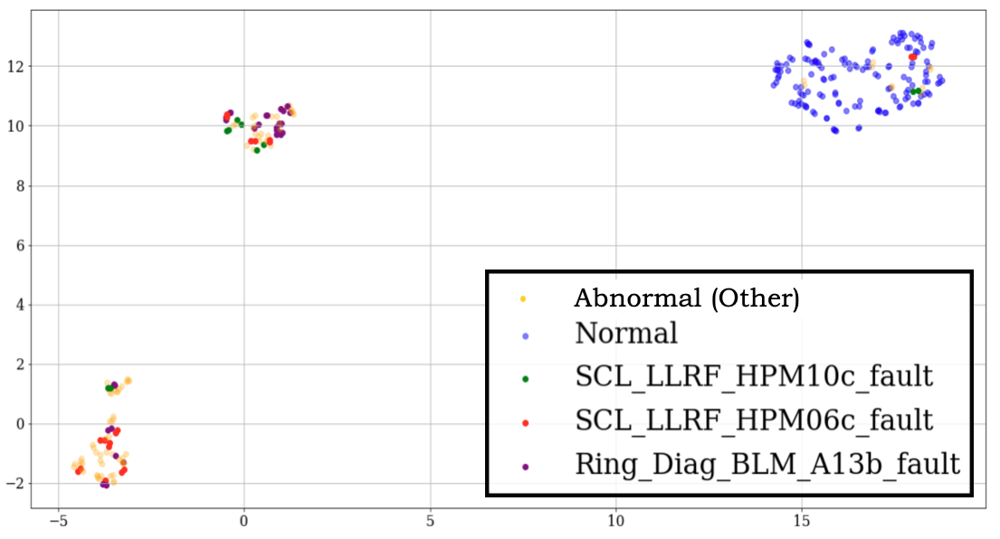 12
10
8
6
4
2
0
−2
−5
0
5
10
15
Abnormal (Other)
Normal
SCL_LLRF_HPM10c_fault
SCL_LLRF_HPM06c_fault
Ring_Diag_BLM_A13b_fault